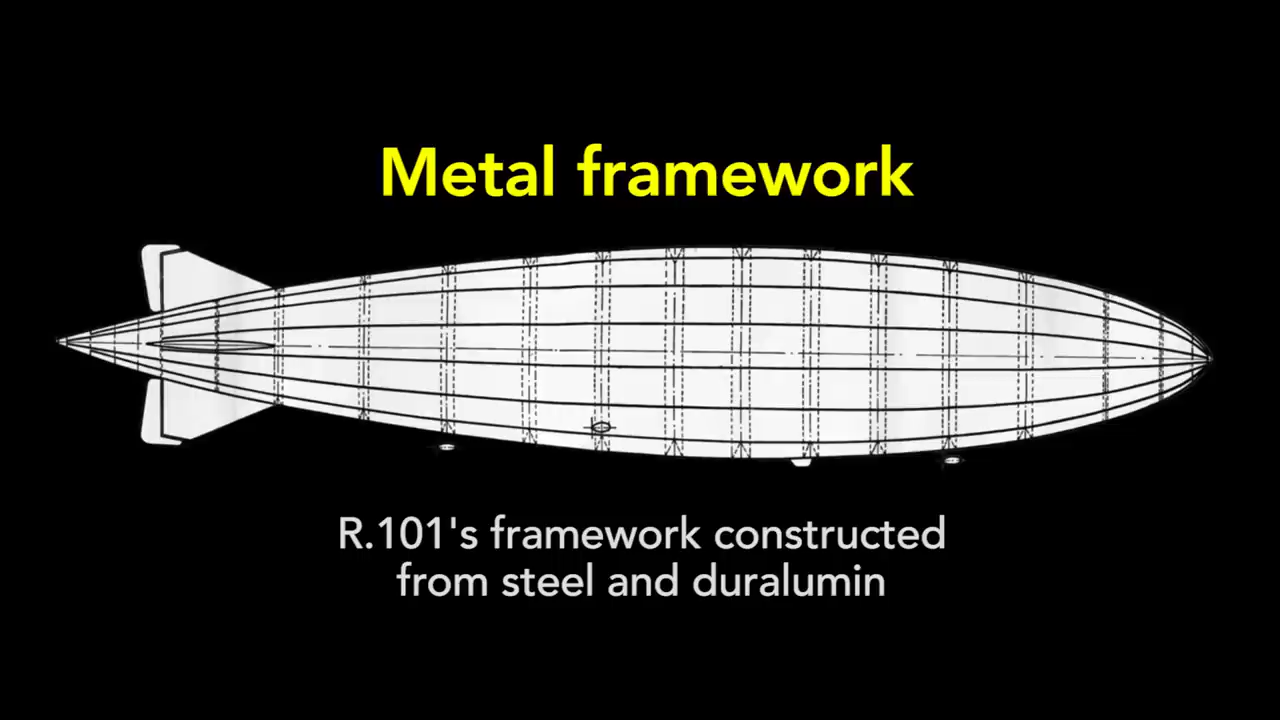 Metal framework
R.101's framework constructed
from steel and duralumin